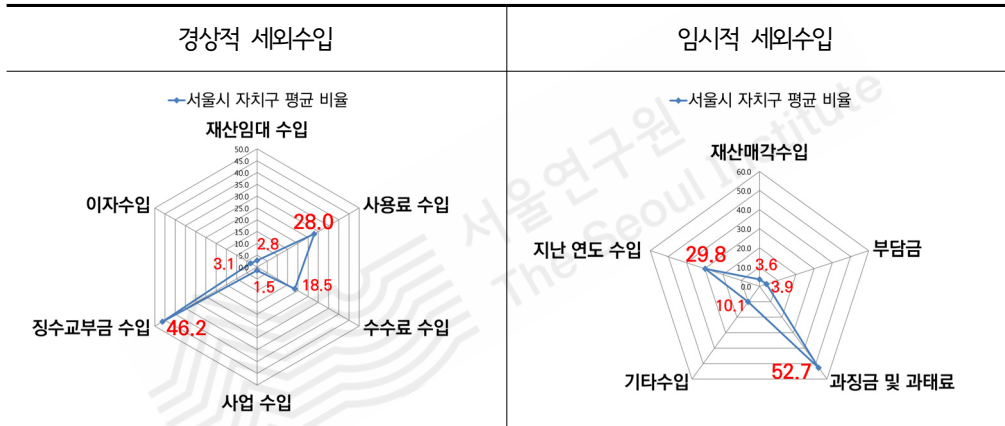 경상적 세외수입
임시적 세외수입
서울시 자치구 평균 비율
재산임대 수입
50.0
45.0
40.0
35.0
30.0
25.0
20.0
15.0
10.0
5.0
0.0
이자수입
사용료 수입
28.0
2.8
3.1
1.5
18.5
징수교부금 수입
46.2
수수료 수입
사업 수입
서울시 자치구 평균 비율
재산매각수입
60.0
50.0
40.0
30.0
20.0
10.0
0.0
지난 연도 수입
29.8
부담금
3.6
3.9
10.1
52.7
기타수입
과징금 및 과태료
서울연구원
The Seoul Institute